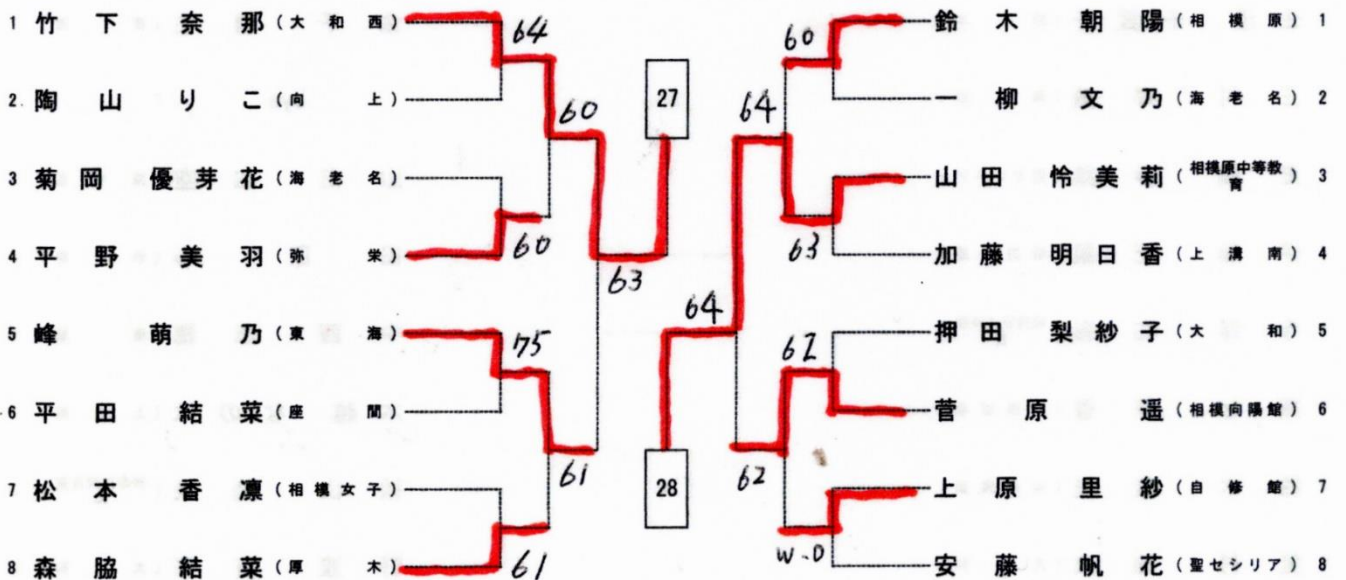 1 竹下奈那(大和西)
2 陶山りこ(向上)
3 菊岡優芽花(海老名)
4 平野美羽(弥栄)
5 峰萌乃(東海)
6 平田結菜(座間)
7 松本香凛(相模女子)
8 森脇結菜(厚木)
64
60
60
63
75
61
61
27
28
60
64
63
64
62
62
W-O
鈴木朝陽(相模原) 1
柳文乃(海老名) 2
山田怜美莉(相模原中等教育) 3
加藤明日香(上溝南) 4
押田梨紗子(大和) 5
菅原遥(相模向陽館) 6
上原里紗(自修館) 7
安藤帆花(聖セシリア) 8